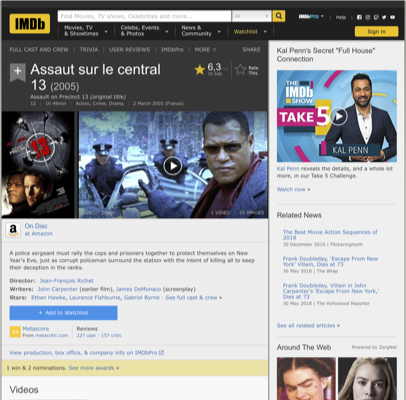 IMDb
Find Movies, TV shows, Celebrities and more...
All
IMDbPro
Help
Movies, TV
& Showtimes
Celebs, Events
& Photos
News &
Community
Watchlist
Sign in
FULL CAST AND CREW | TRIVIA | USER REVIEWS | IMDbPRO | MORE
SHARE
Assaut sur le central
13 (2005)
Assault on Precinct 13 (original title)
12 | 1h 49min | Action, Crime, Drama | 2 March 2005 (France)
6,3
Rate
This
13
1 VIDEO
On Disc
at Amazon
A police sergeant must rally the cops and prisoners together to protect themselves on New
Year's Eve, just as corrupt policeman surround the station with the intent of killing all to keep
their deception in the ranks.
Director: Jean-François Richet
Writers: John Carpenter (earlier film), James DeMonaco (screenplay)
Stars: Ethan Hawke, Laurence Fishburne, Gabriel Byrne | See full cast & crew »
+ Add to Watchlist
Metascore
From metacritic.com
Reviews
227 user | 157 critic
View production, box office, & company info on IMDbPro
1 win & 2 nominations. See more awards »
Videos
Kal Penn's Secret "Full House"
Connection
THE
IMDb
SHOW
TAKE 5
KAL PENN
Kal Penn reveals the details, and a whole lot
more, in our Take 5 Challenge.
Watch now »
Related News
The Best Movie Action Sequences of
2018
30 December 2018 | Flickeringmyth
Frank Doubleday, 'Escape From New
York' Villain, Dies at 73
30 May 2018 | The Wrap
Frank Doubleday, Villain in John
Carpenter's 'Escape From New York,'
Dies at 73
30 May 2018 | The Hollywood Reporter
See all related articles »
Around The Web
Powered by ZergNet